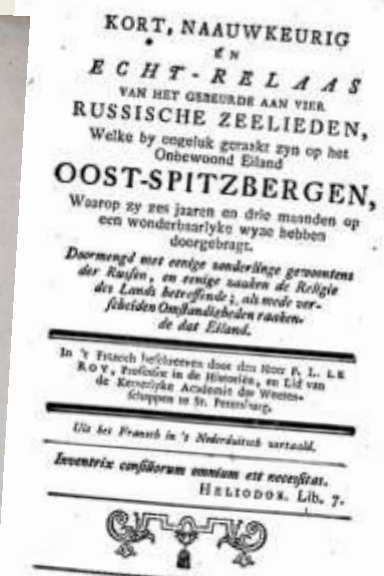 KORT, NAAUWKEURIG
EN
ECHT-RELAAS
VAN HET GEBEURDE AAN VIER
RUSSISCHE ZEELIEDEN,
Welke by ongeluk geraakt zyn op het
Onbewoond Eiland
OOST-SPITZBERGEN,
Waarop zy zes jaaren en drie maanden op
een wonderbaarlyke wyze hebben
doorgebragt.
Doormengd met eenige zonderlinge gewoontens
der Russen, en eenige zaaken de Religie
des Lands betreffende; als mede ver-
scheiden Omstandigheden raaken-
de dat Eiland.
In 't Fransch beschreeven door den Heer P. L. LE
ROY, Professor in de Historiën, en Lid van
de Keizerlyke Academie der Weeten-
schappen te St. Petersburg.
Uit het Fransch in 't Nederduitsch vertaald.
Inventrix consiliorum omnium est necessitas.
HELIODOR. Lib. 7.